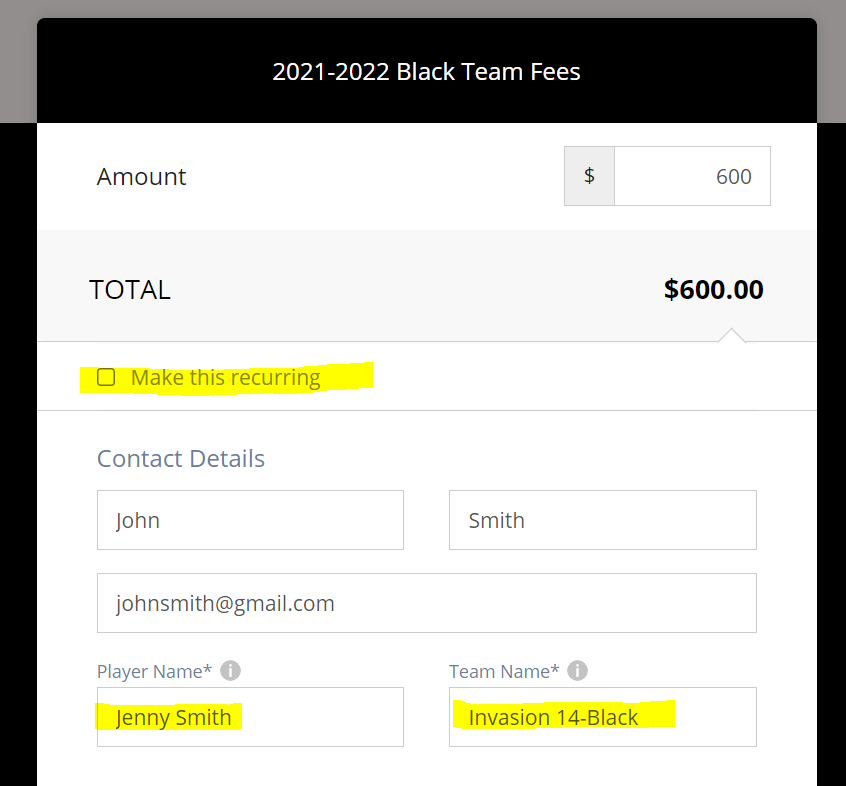 2021-2022 Black Team Fees
Amount
$ 600
TOTAL $600.00
Make this recurring
Contact Details
John Smith
johnsmith@gmail.com
Player Name* i Team Name* i
Jenny Smith Invasion 14-Black